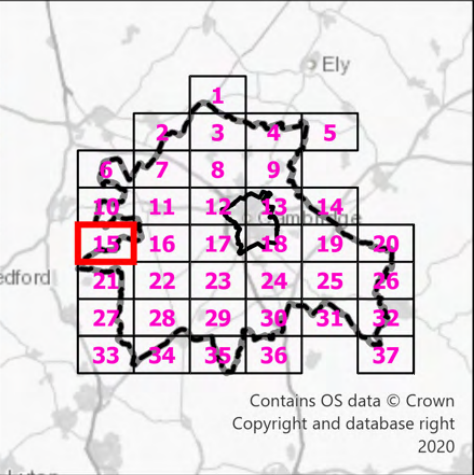 Ely
1
2 3 4 5
6 7 8 9
10 11 12 13 14
Cambridge
15 16 17 18 19 20
edford
21 22 23 24 25 26
27 28 29 30 31 32
33 34 35 36 37
Contains OS data © Crown
Copyright and database right
2020